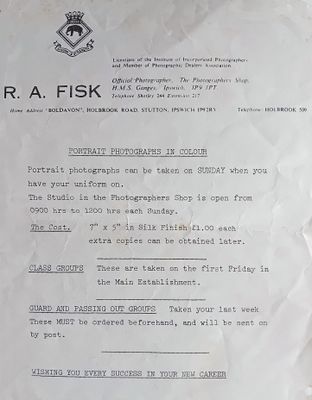 Licentiate of the Institute of Incorporated Photographers
and Member of Photographic Dealers Association
Official Photographer, The Photographers Shop,
R. A. FISK
H.M.S. Ganges, Ipswich, IP9 1PT
Telephone Shotley 244 Extension 217
Home Address "BOLDAVON", HOLBROOK ROAD, STUTTON, IPSWICH IP9 2RY Telephone: HOLBROOK 500
PORTRAIT PHOTOGRAPHS IN COLOUR
Portrait photographs can be taken on SUNDAY when you
have your uniform on.
The Studio in the Photographers Shop is open from
0900 hrs to 1200 hrs each Sunday.
The Cost. 7" x 5" in Silk Finish £1.00 each
extra copies can be obtained later.
CLASS GROUPS These are taken on the first Friday in
the Main Establishment.
GUARD AND PASSING OUT GROUPS Taken your last week
These MUST be ordered beforehand, and will be sent on
by post.
WISHING YOU EVERY SUCCESS IN YOUR NEW CAREER